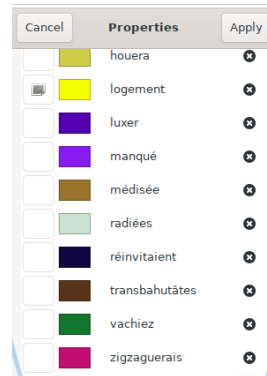 Cancel Properties Apply
houera
logement
luxer
manqué
médisée
radiées
réinvitaient
transbahutâtes
vachiez
zigzaguerais